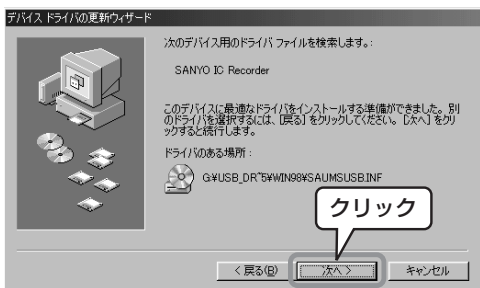 デバイス ドライバの更新ウィザード
次のデバイス用のドライバ ファイルを検索します。:
SANYO IC Recorder
このデバイスに最適なドライバをインストールする準備ができました。別
のドライバを選択するには、[戻る] をクリックしてください。[次へ] をクリ
ックすると続行します。
ドライバのある場所:
G:¥USB_DR~5¥WIN98¥SAUMSUSB.INF
クリック
< 戻る(B)
次へ >
キャンセル